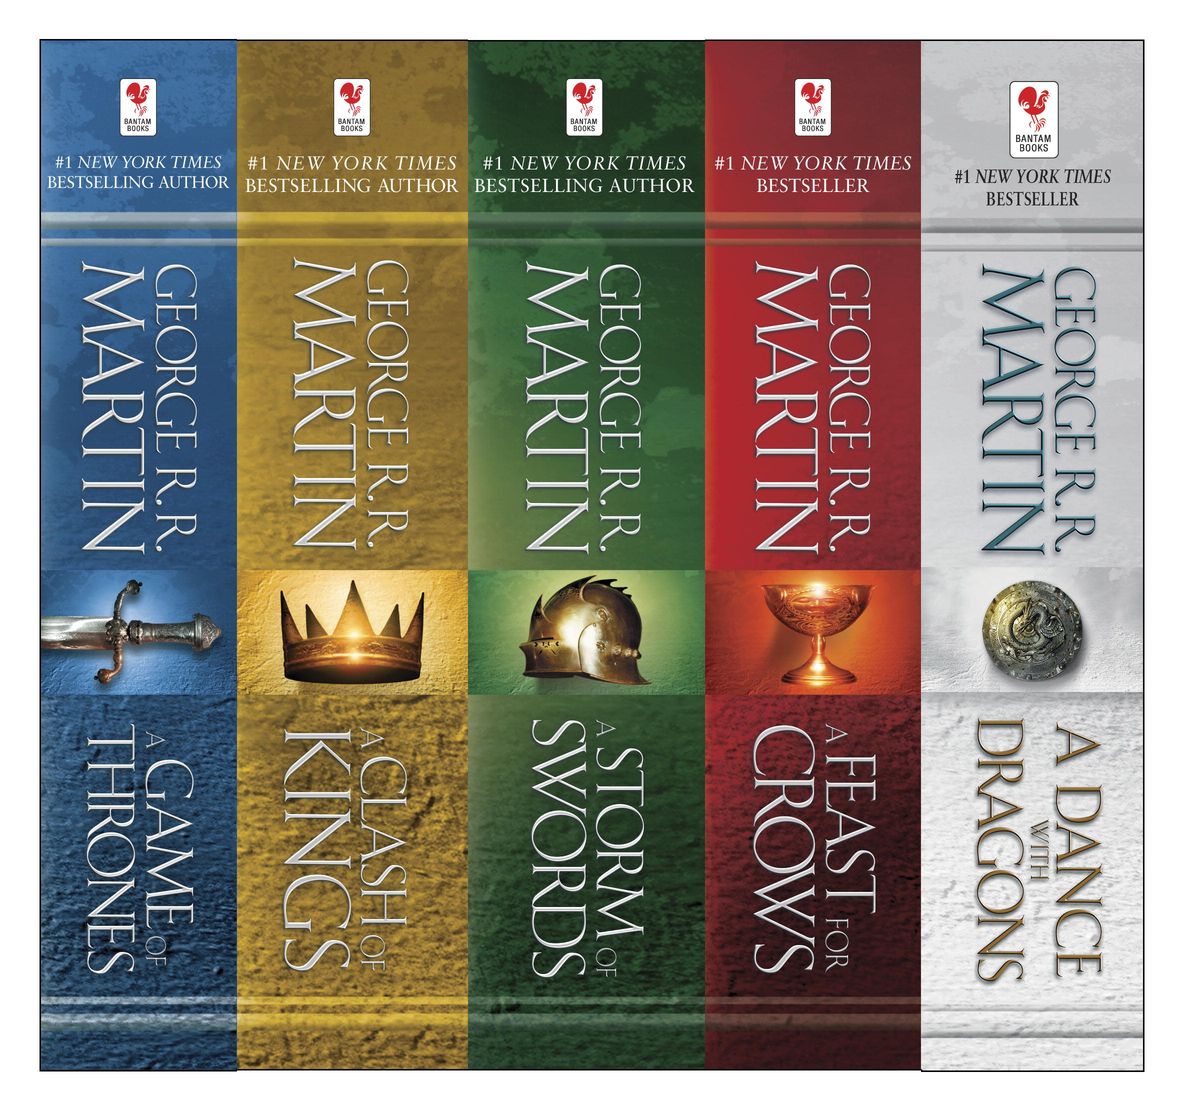 BANTAM
BOOKS
#1 NEW YORK TIMES
BESTSELLING AUTHOR
GEORGE R. R.
MARTIN
A GAME OF
THRONES
BANTAM
BOOKS
#1 NEW YORK TIMES
BESTSELLING AUTHOR
GEORGE R. R.
MARTIN
A CLASH OF
KINGS
BANTAM
BOOKS
#1 NEW YORK TIMES
BESTSELLING AUTHOR
GEORGE R. R.
MARTIN
A STORM OF
SWORDS
BANTAM
BOOKS
#1 NEW YORK TIMES
BESTSELLER
GEORGE R. R.
MARTIN
A FEAST FOR
CROWS
BANTAM
BOOKS
#1 NEW YORK TIMES
BESTSELLER
GEORGE R. R.
MARTIN
A DANCE
WITH
DRAGONS